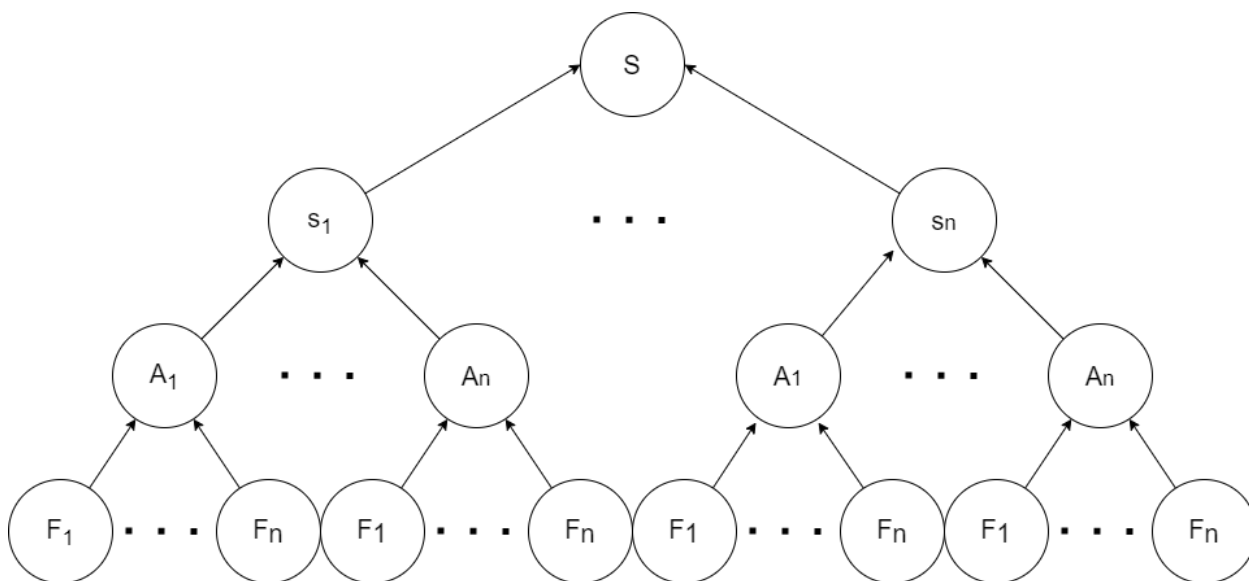 S
s₁ . . . sn
A₁ . . . An A1 . . . An
F₁ . . . Fn F1 . . . Fn F1 . . . Fn F1 . . . Fn